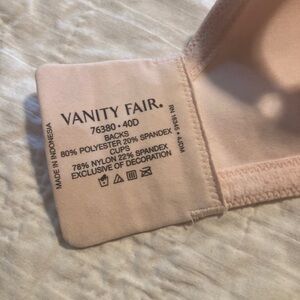 VANITY FAIR.
76380 • 40D
BACKS
80% POLYESTER 20% SPANDEX
CUPS
78% NYLON 22% SPANDEX
EXCLUSIVE OF DECORATION
MADE IN INDONESIA